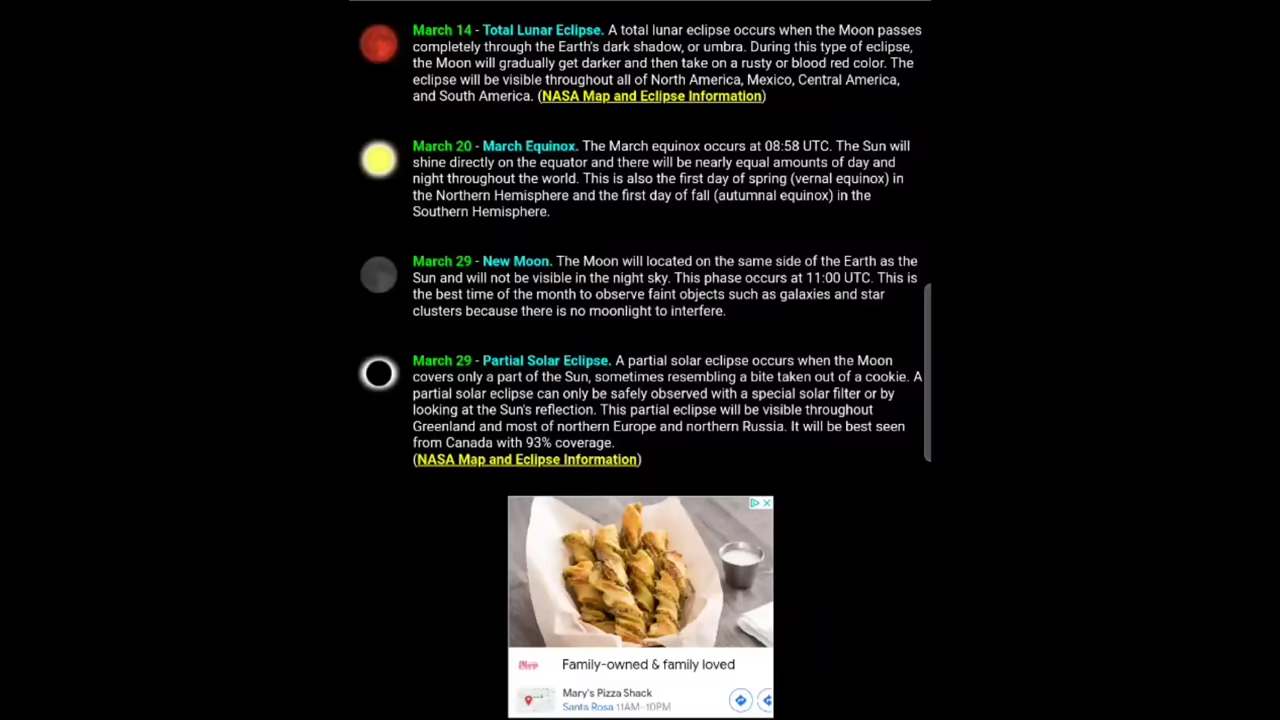 March 14 - Total Lunar Eclipse. A total lunar eclipse occurs when the Moon passes
completely through the Earth's dark shadow, or umbra. During this type of eclipse,
the Moon will gradually get darker and then take on a rusty or blood red color. The
eclipse will be visible throughout all of North America, Mexico, Central America,
and South America. (NASA Map and Eclipse Information)
March 20 - March Equinox. The March equinox occurs at 08:58 UTC. The Sun will
shine directly on the equator and there will be nearly equal amounts of day and
night throughout the world. This is also the first day of spring (vernal equinox) in
the Northern Hemisphere and the first day of fall (autumnal equinox) in the
Southern Hemisphere.
March 29 - New Moon. The Moon will located on the same side of the Earth as the
Sun and will not be visible in the night sky. This phase occurs at 11:00 UTC. This is
the best time of the month to observe faint objects such as galaxies and star
clusters because there is no moonlight to interfere.
March 29 - Partial Solar Eclipse. A partial solar eclipse occurs when the Moon
covers only a part of the Sun, sometimes resembling a bite taken out of a cookie. A
partial solar eclipse can only be safely observed with a special solar filter or by
looking at the Sun's reflection. This partial eclipse will be visible throughout
Greenland and most of northern Europe and northern Russia. It will be best seen
from Canada with 93% coverage.
(NASA Map and Eclipse Information)
Family-owned & family loved
Mary's Pizza Shack
Santa Rosa 11AM–10PM